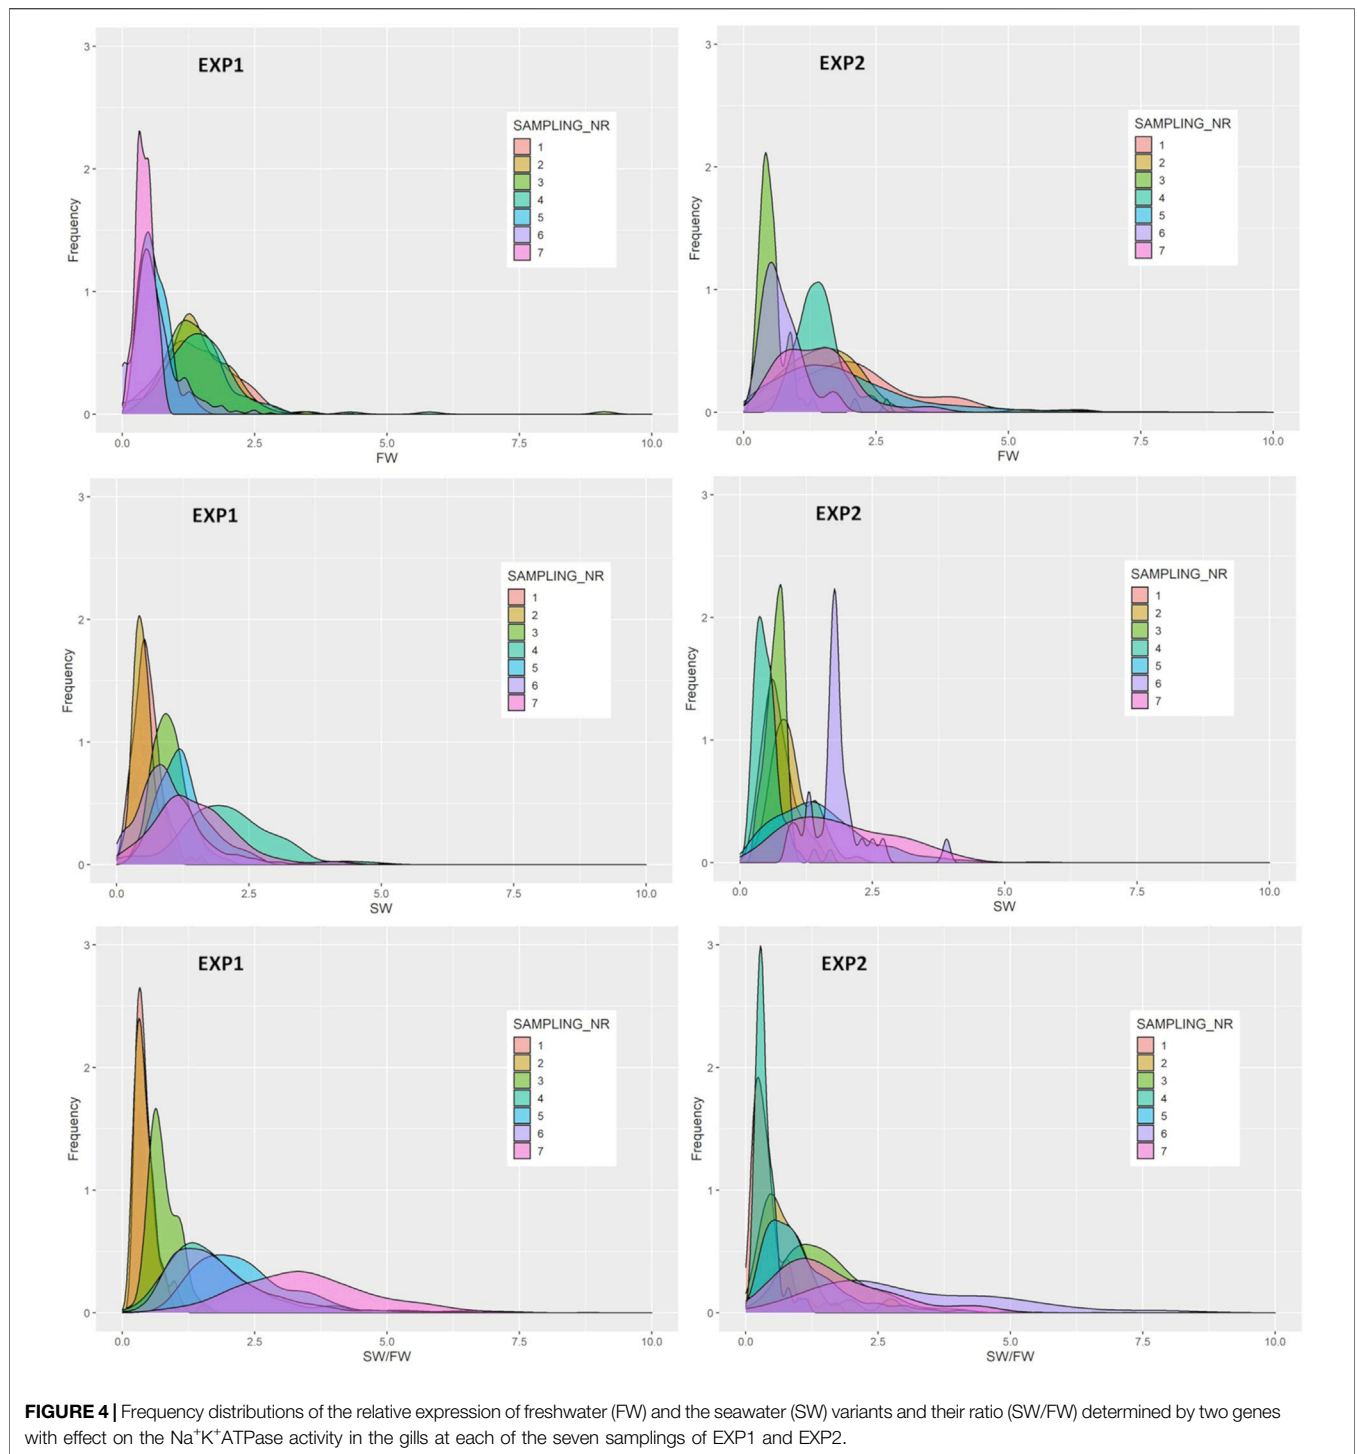 EXP1
3
2
1
0
Frequency
SAMPLING_NR
1
2
3
4
5
6
7
0.0 2.5 5.0 7.5 10.0
FW
EXP2
3
2
1
0
Frequency
SAMPLING_NR
1
2
3
4
5
6
7
0.0 2.5 5.0 7.5 10.0
FW
EXP1
3
2
1
0
Frequency
SAMPLING_NR
1
2
3
4
5
6
7
0.0 2.5 5.0 7.5 10.0
SW
EXP2
3
2
1
0
Frequency
SAMPLING_NR
1
2
3
4
5
6
7
0.0 2.5 5.0 7.5 10.0
SW
EXP1
3
2
1
0
Frequency
SAMPLING_NR
1
2
3
4
5
6
7
0.0 2.5 5.0 7.5 10.0
SW/FW
EXP2
3
2
1
0
Frequency
SAMPLING_NR
1
2
3
4
5
6
7
0.0 2.5 5.0 7.5 10.0
SW/FW
FIGURE 4 | Frequency distributions of the relative expression of freshwater (FW) and the seawater (SW) variants and their ratio (SW/FW) determined by two genes
with effect on the Na⁺K⁺ATPase activity in the gills at each of the seven samplings of EXP1 and EXP2.